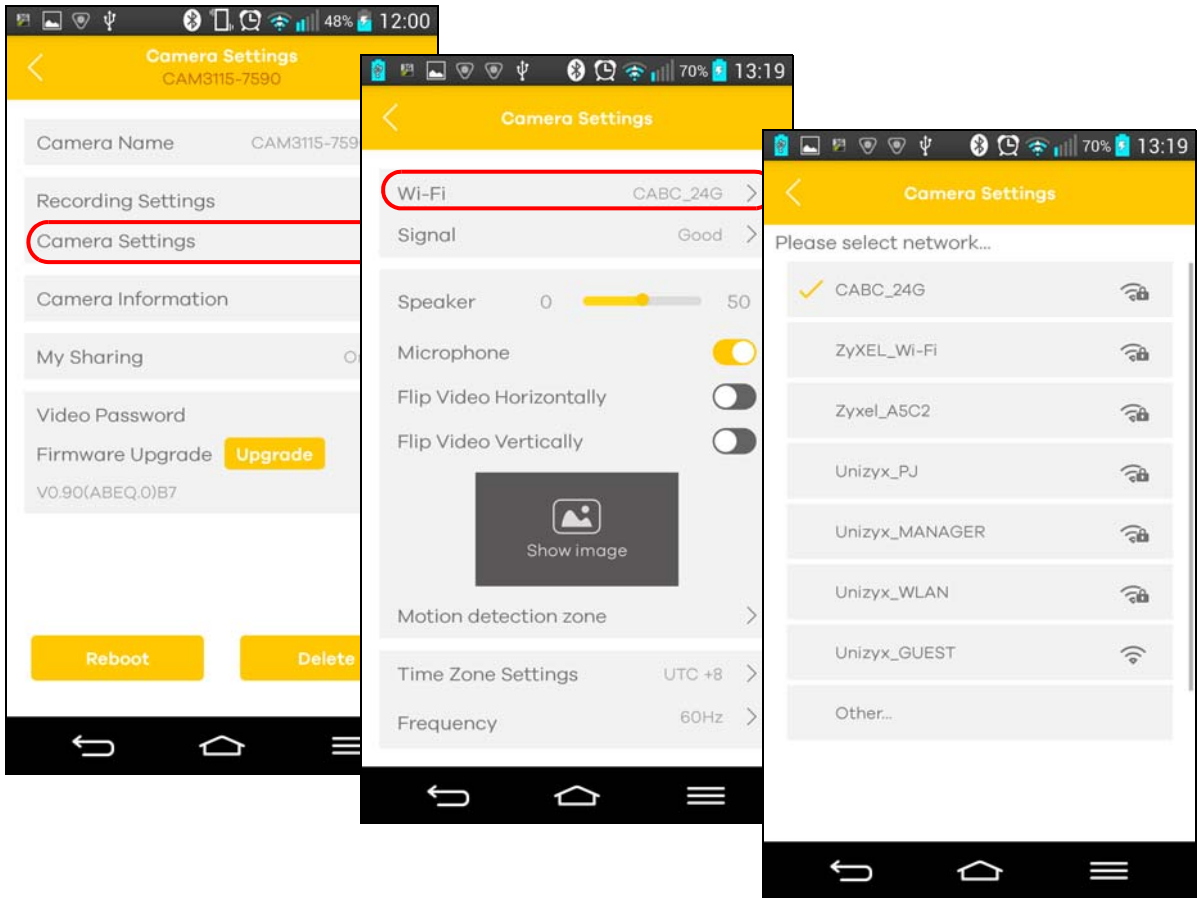 48% 12:00
Camera Settings
CAM3115-7590
Camera Name CAM3115-759
Recording Settings
Camera Settings
Camera Information
My Sharing
Video Password
Firmware Upgrade Upgrade
V0.90(ABEQ.0)B7
Reboot Delete
70% 13:19
Camera Settings
Wi-Fi CABC_24G
Signal Good
Speaker 0 50
Microphone
Flip Video Horizontally
Flip Video Vertically
Show image
Motion detection zone
Time Zone Settings UTC +8
Frequency 60Hz
70% 13:19
Camera Settings
Please select network...
CABC_24G
ZyXEL_Wi-Fi
Zyxel_A5C2
Unizyx_PJ
Unizyx_MANAGER
Unizyx_WLAN
Unizyx_GUEST
Other...